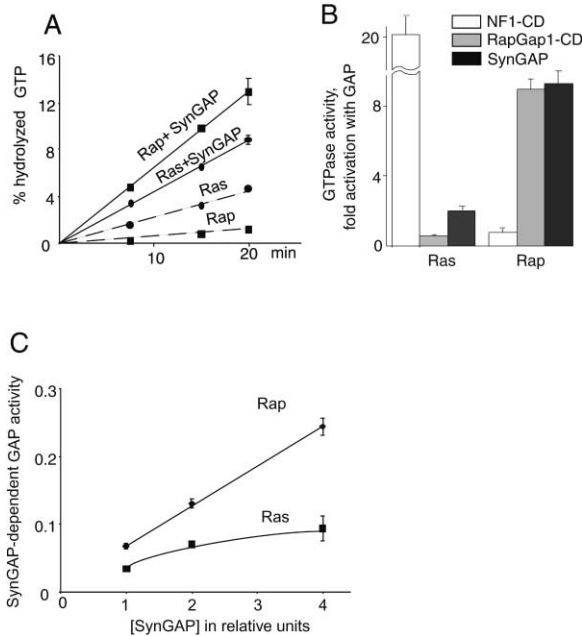 A
% hydrolyzed GTP
16
12
8
4
0
Rap+ SynGAP
Ras+SynGAP
Ras
Rap
10
20
min
B
NF1-CD
RapGap1-CD
SynGAP
GTPase activity,
fold activation with GAP
20
8
4
0
Ras
Rap
C
SynGAP-dependent GAP activity
0.3
0.2
0.1
0
Rap
Ras
0
1
2
3
4
[SynGAP] in relative units